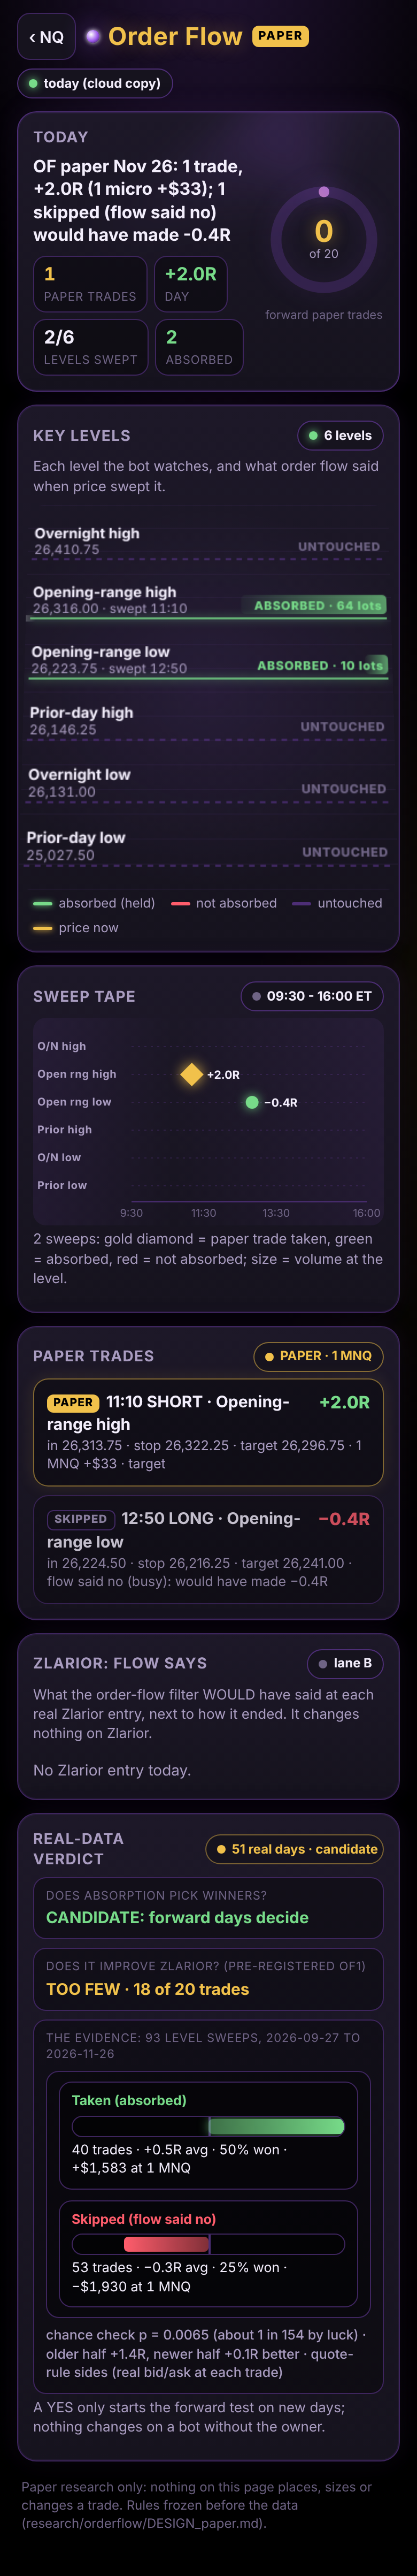 ‹ NQ
Order Flow
PAPER
today (cloud copy)
TODAY
OF paper Nov 26: 1 trade,
+2.0R (1 micro +$33); 1
skipped (flow said no)
would have made -0.4R
0
of 20
forward paper trades
1
PAPER TRADES
+2.0R
DAY
2/6
LEVELS SWEPT
2
ABSORBED
KEY LEVELS
6 levels
Each level the bot watches, and what order flow said
when price swept it.
Overnight high
26,410.75
UNTOUCHED
Opening-range high
26,316.00 · swept 11:10
ABSORBED · 64 lots
Opening-range low
26,223.75 · swept 12:50
ABSORBED · 10 lots
Prior-day high
26,146.25
UNTOUCHED
Overnight low
26,131.00
UNTOUCHED
Prior-day low
25,027.50
UNTOUCHED
absorbed (held)
not absorbed
untouched
price now
SWEEP TAPE
09:30 - 16:00 ET
O/N high
Open rng high
+2.0R
Open rng low
−0.4R
Prior high
O/N low
Prior low
9:30
11:30
13:30
16:00
2 sweeps: gold diamond = paper trade taken, green
= absorbed, red = not absorbed; size = volume at the
level.
PAPER TRADES
PAPER · 1 MNQ
PAPER 11:10 SHORT · Opening-
range high
+2.0R
in 26,313.75 · stop 26,322.25 · target 26,296.75 · 1
MNQ +$33 · target
SKIPPED 12:50 LONG · Opening-
range low
−0.4R
in 26,224.50 · stop 26,216.25 · target 26,241.00 ·
flow said no (busy): would have made −0.4R
ZLARIOR: FLOW SAYS
lane B
What the order-flow filter WOULD have said at each
real Zlarior entry, next to how it ended. It changes
nothing on Zlarior.
No Zlarior entry today.
REAL-DATA
VERDICT
51 real days · candidate
DOES ABSORPTION PICK WINNERS?
CANDIDATE: forward days decide
DOES IT IMPROVE ZLARIOR? (PRE-REGISTERED OF1)
TOO FEW · 18 of 20 trades
THE EVIDENCE: 93 LEVEL SWEEPS, 2026-09-27 TO
2026-11-26
Taken (absorbed)
40 trades · +0.5R avg · 50% won ·
+$1,583 at 1 MNQ
Skipped (flow said no)
53 trades · −0.3R avg · 25% won ·
−$1,930 at 1 MNQ
chance check p = 0.0065 (about 1 in 154 by luck) ·
older half +1.4R, newer half +0.1R better · quote-
rule sides (real bid/ask at each trade)
A YES only starts the forward test on new days;
nothing changes on a bot without the owner.
Paper research only: nothing on this page places, sizes or
changes a trade. Rules frozen before the data
(research/orderflow/DESIGN_paper.md).